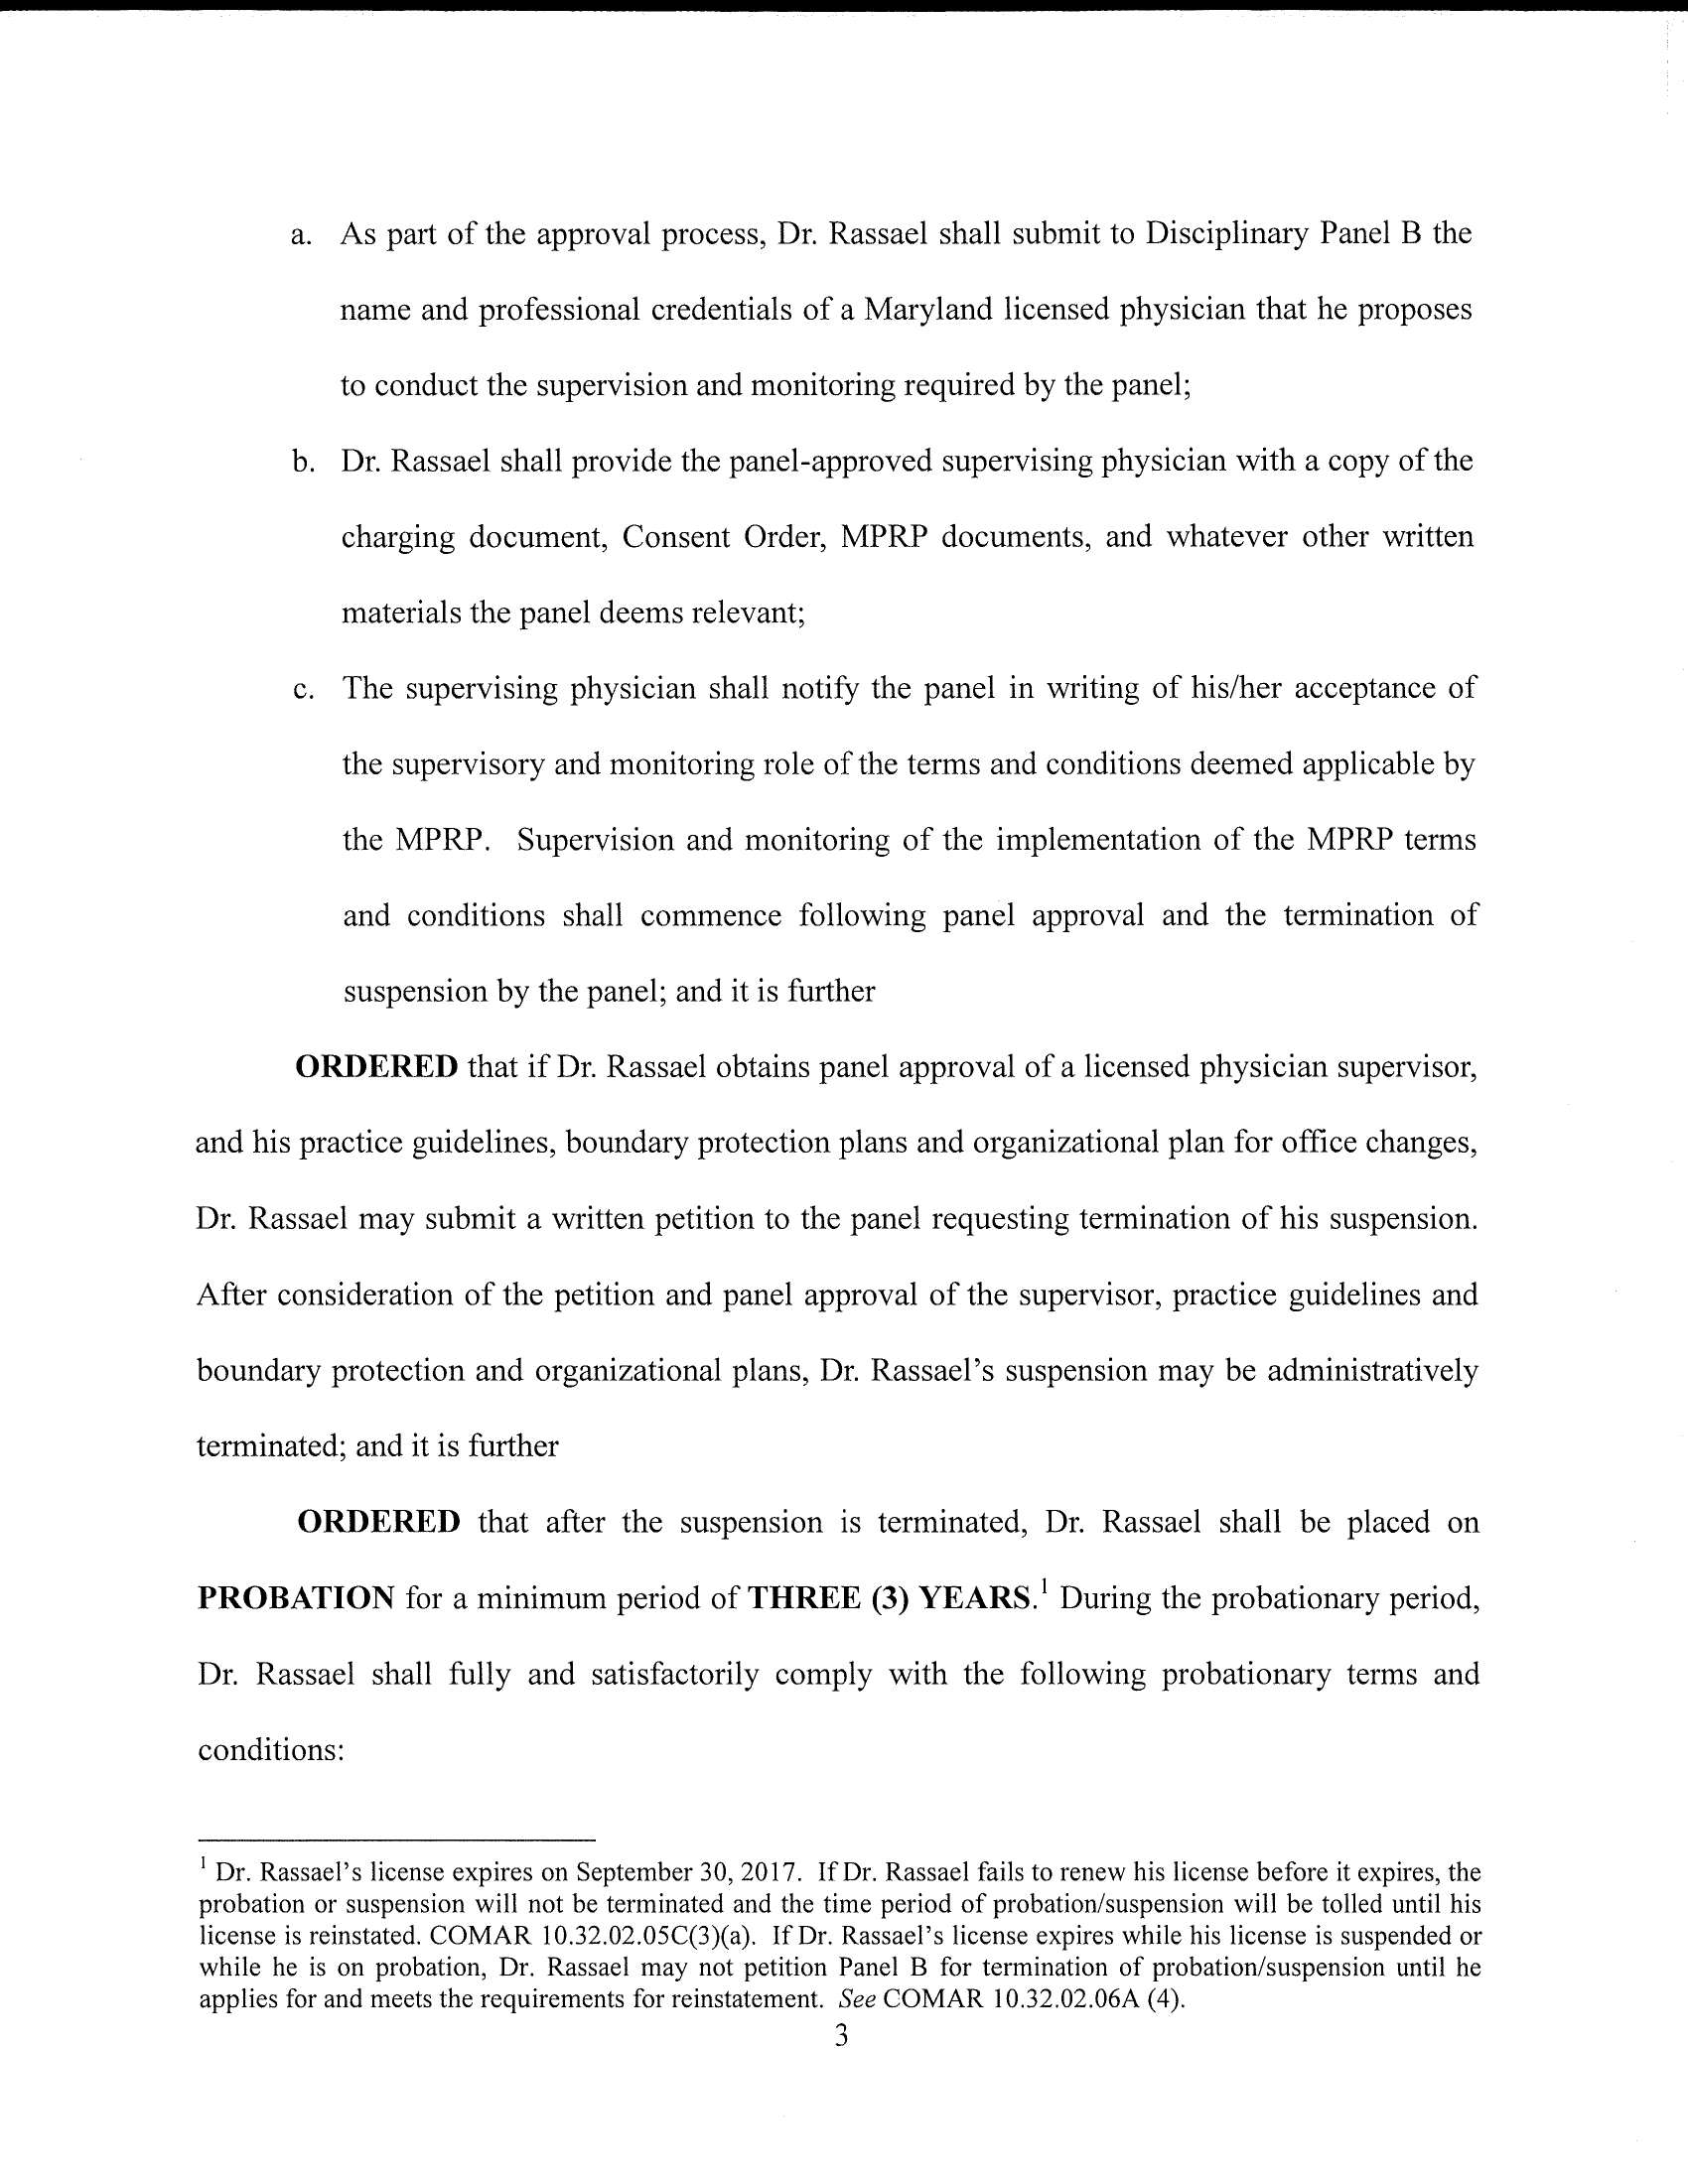 a. As part of the approval process, Dr. Rassael shall submit to Disciplinary Panel B the
name and professional credentials of a Maryland licensed physician that he proposes
to conduct the supervision and monitoring required by the panel;
b. Dr. Rassael shall provide the panel-approved supervising physician with a copy of the
charging document, Consent Order, MPRP documents, and whatever other written
materials the panel deems relevant;
c. The supervising physician shall notify the panel in writing of his/her acceptance of
the supervisory and monitoring role of the terms and conditions deemed applicable by
the MPRP. Supervision and monitoring of the implementation of the MPRP terms
and conditions shall commence following panel approval and the termination of
suspension by the panel; and it is further
ORDERED that if Dr. Rassael obtains panel approval of a licensed physician supervisor,
and his practice guidelines, boundary protection plans and organizational plan for office changes,
Dr. Rassael may submit a written petition to the panel requesting termination of his suspension.
After consideration of the petition and panel approval of the supervisor, practice guidelines and
boundary protection and organizational plans, Dr. Rassael's suspension may be administratively
terminated; and it is further
ORDERED that after the suspension is terminated, Dr. Rassael shall be placed on
PROBATION for a minimum period of THREE (3) YEARS.1 During the probationary period,
Dr. Rassael shall fully and satisfactorily comply with the following probationary terms and
conditions:
1 Dr. Rassael's license expires on September 30, 2017. If Dr. Rassael fails to renew his license before it expires, the
probation or suspension will not be terminated and the time period of probation/suspension will be tolled until his
license is reinstated. COMAR 10.32.02.05C(3)(a). If Dr. Rassael's license expires while his license is suspended or
while he is on probation, Dr. Rassael may not petition Panel B for termination of probation/suspension until he
applies for and meets the requirements for reinstatement. See COMAR 10.32.02.06A (4).
3